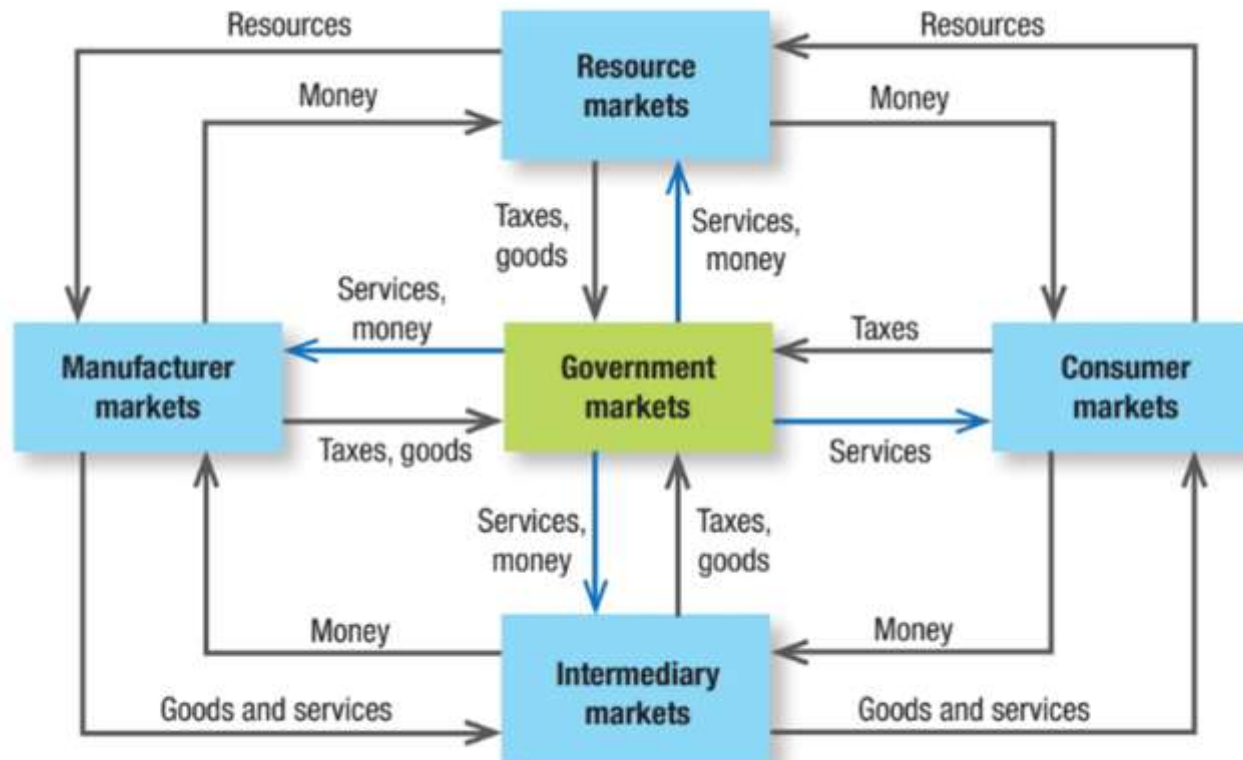 Resources
Resources
Resource
markets
Money
Money
Taxes,
goods
Services,
money
Services,
money
Taxes
Manufacturer
markets
Government
markets
Consumer
markets
Taxes, goods
Services
Services,
money
Taxes,
goods
Money
Money
Intermediary
markets
Goods and services
Goods and services